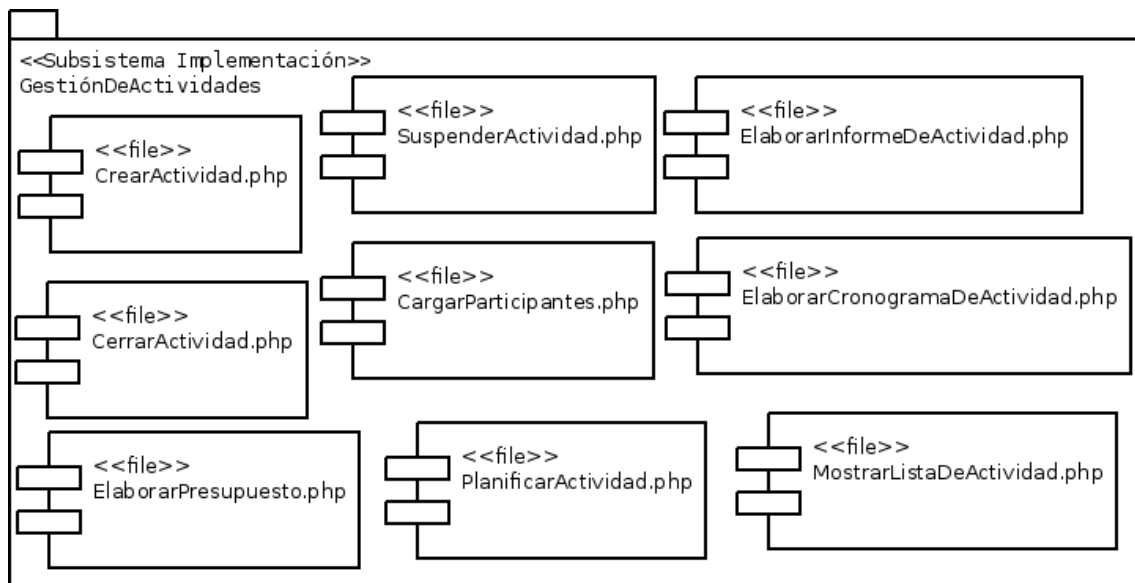 <<Subsistema Implementación>>
GestiónDeActividades
<<file>>
CrearActividad.php
<<file>>
SuspenderActividad.php
<<file>>
ElaborarInformeDeActividad.php
<<file>>
CerrarActividad.php
<<file>>
CargarParticipantes.php
<<file>>
ElaborarCronogramaDeActividad.php
<<file>>
ElaborarPresupuesto.php
<<file>>
PlanificarActividad.php
<<file>>
MostrarListaDeActividad.php